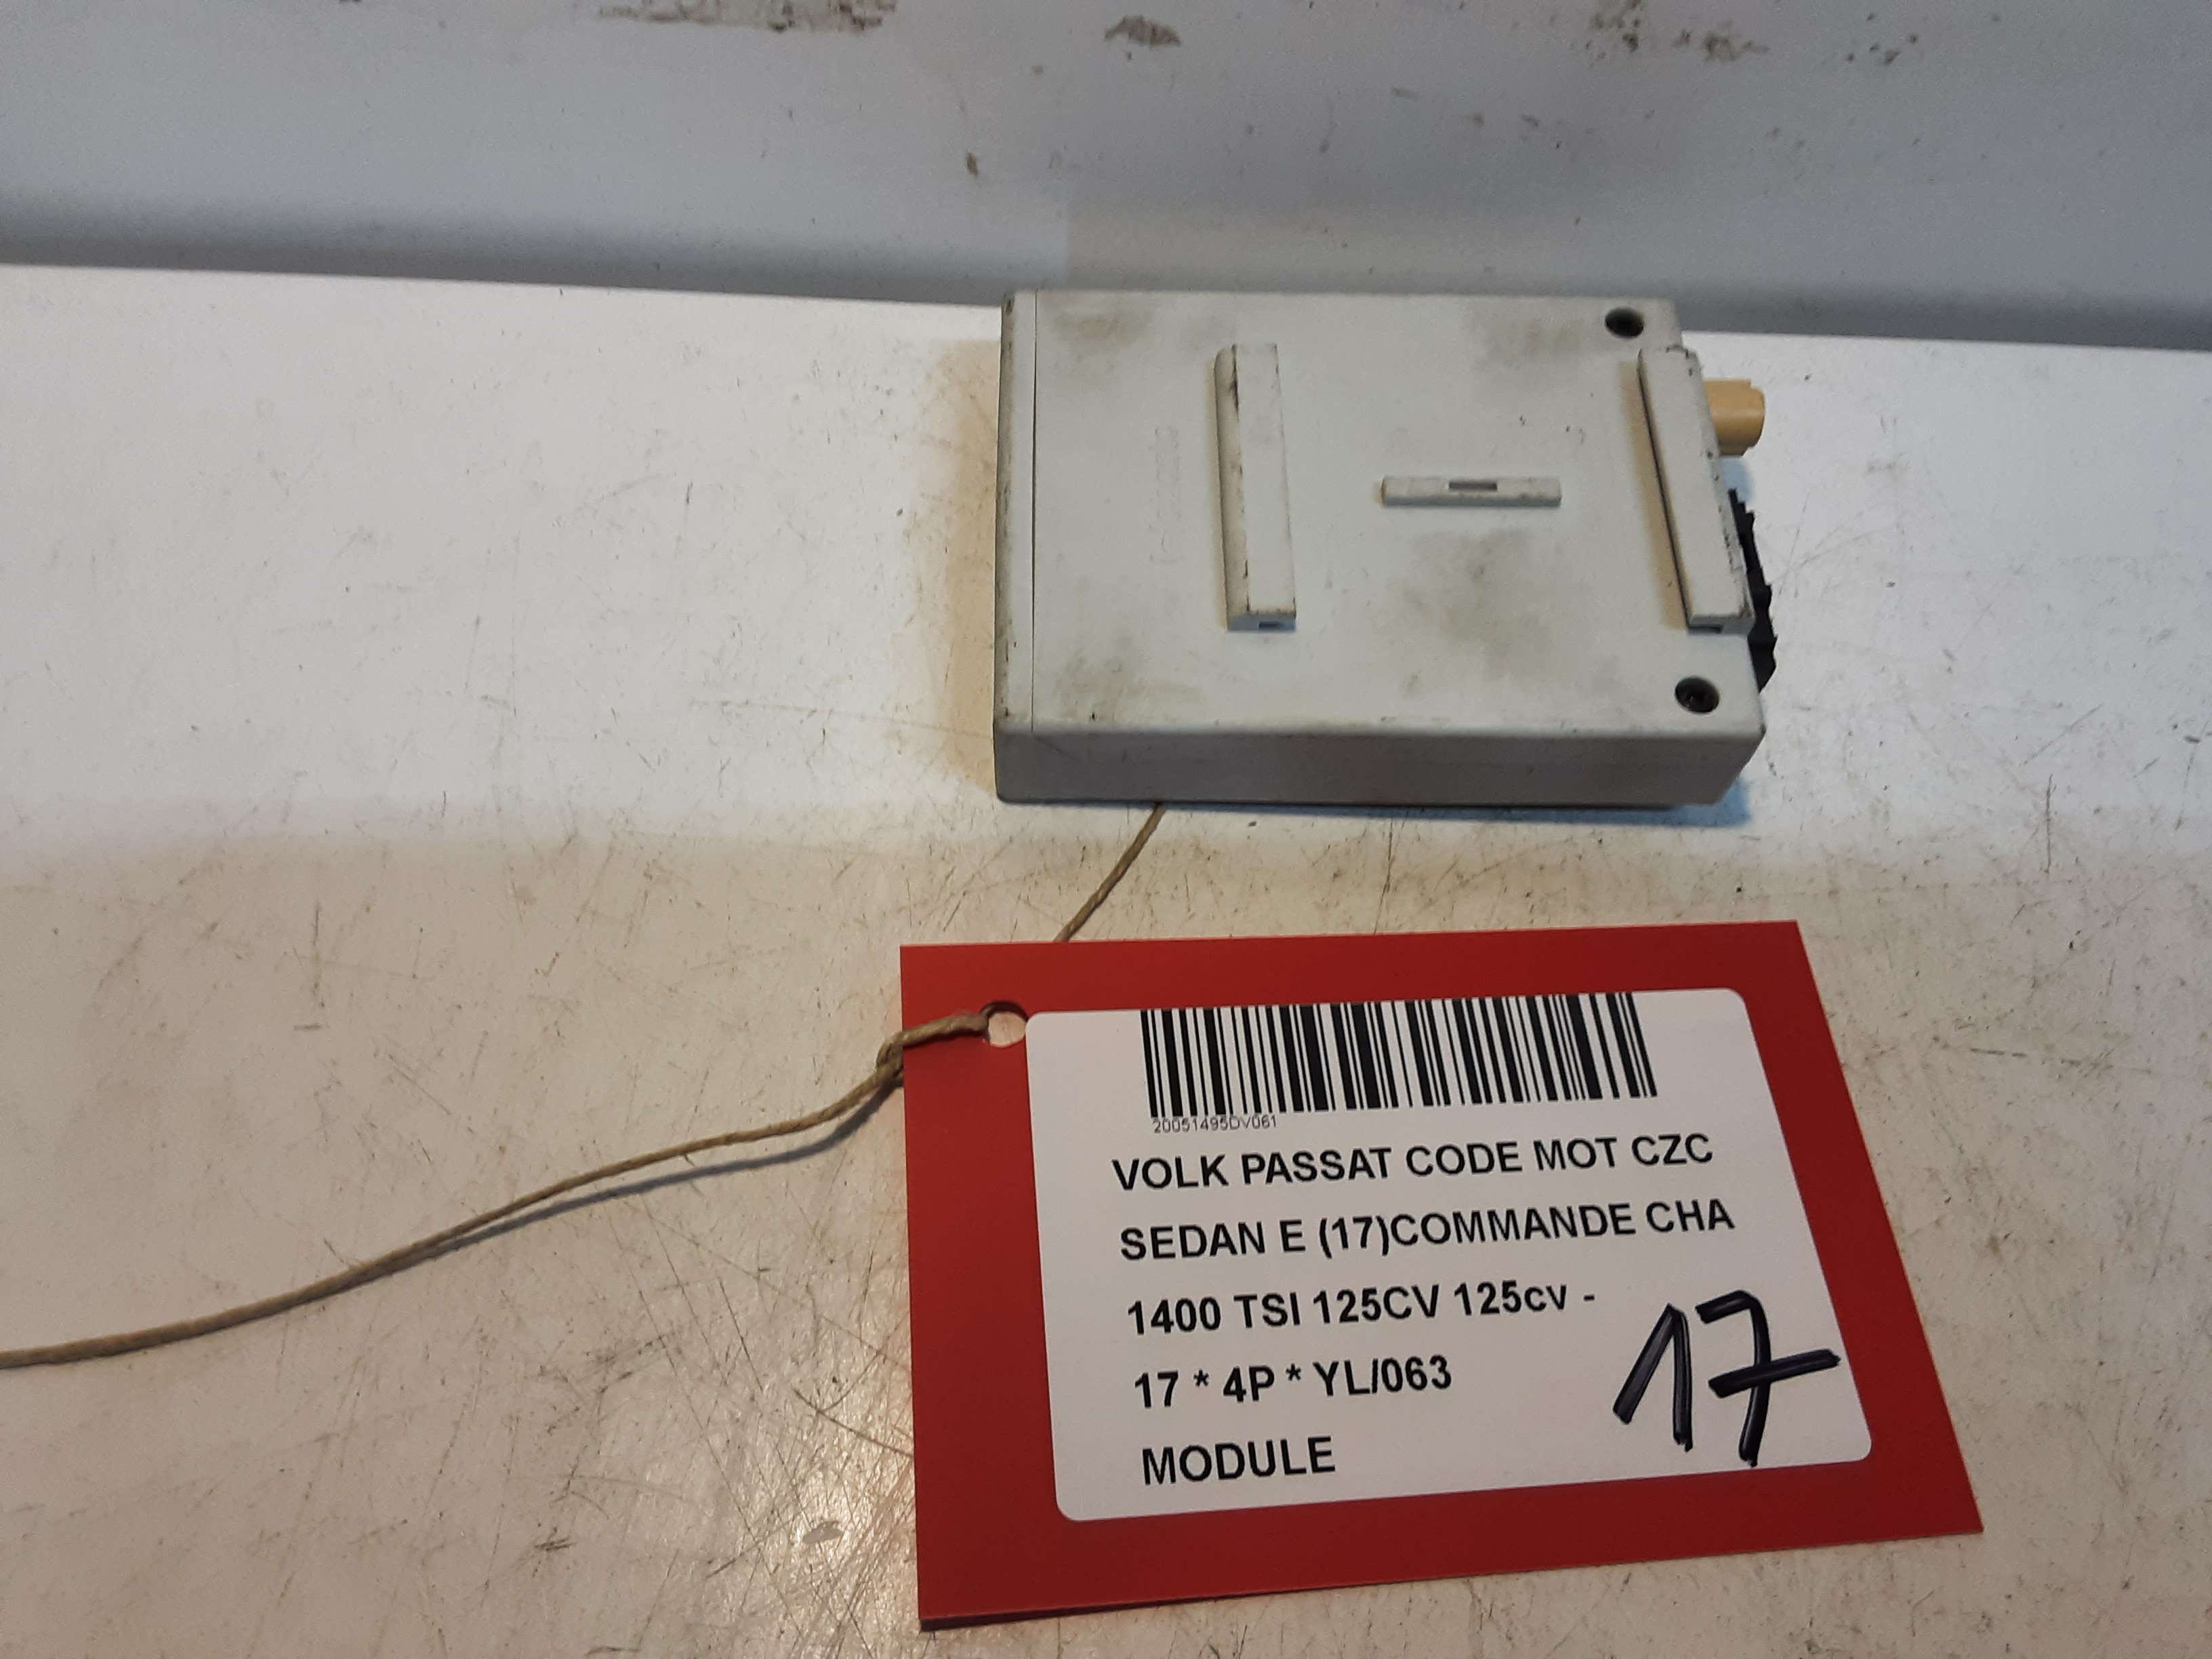 20051495DV061
VOLK PASSAT CODE MOT CZC
SEDAN E (17)COMMANDE CHA
1400 TSI 125CV 125cv -
17 * 4P * YL/063
MODULE
17